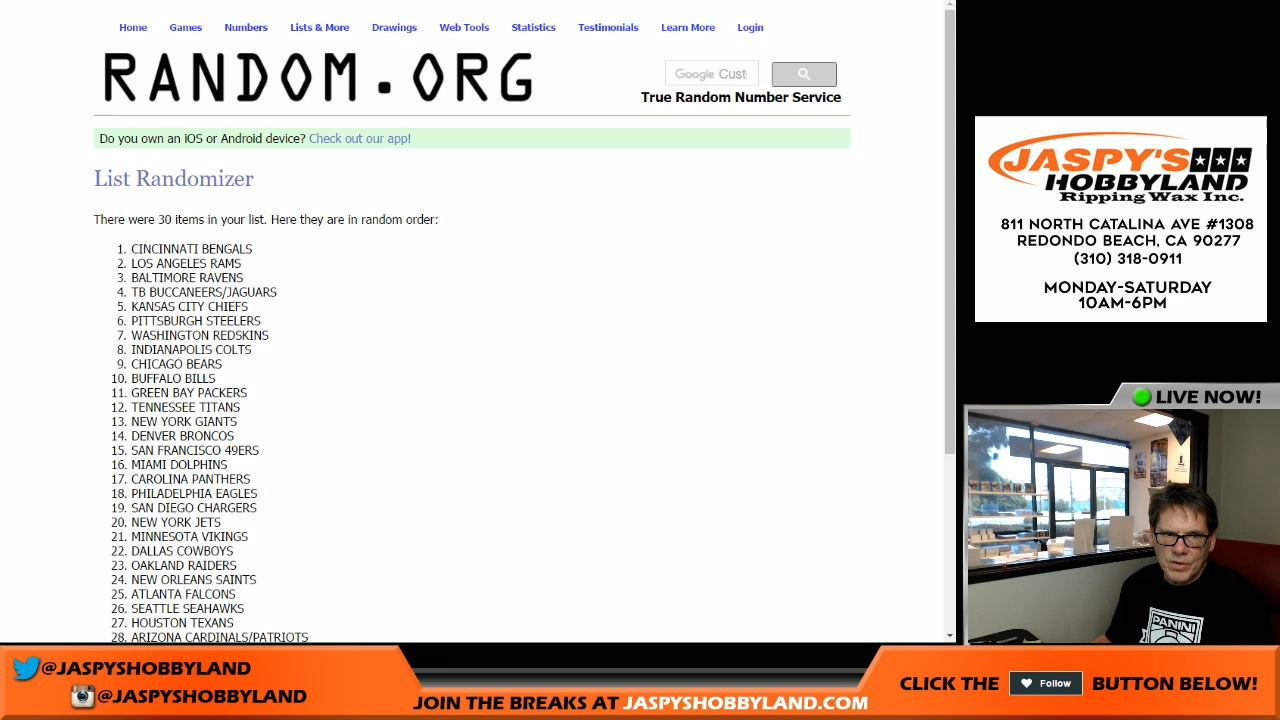 Home Games Numbers Lists & More Drawings Web Tools Statistics Testimonials Learn More Login
RANDOM.ORG
Google Cust
True Random Number Service
Do you own an iOS or Android device? Check out our app!
List Randomizer
There were 30 items in your list. Here they are in random order:
1. CINCINNATI BENGALS
2. LOS ANGELES RAMS
3. BALTIMORE RAVENS
4. TB BUCCANEERS/JAGUARS
5. KANSAS CITY CHIEFS
6. PITTSBURGH STEELERS
7. WASHINGTON REDSKINS
8. INDIANAPOLIS COLTS
9. CHICAGO BEARS
10. BUFFALO BILLS
11. GREEN BAY PACKERS
12. TENNESSEE TITANS
13. NEW YORK GIANTS
14. DENVER BRONCOS
15. SAN FRANCISCO 49ERS
16. MIAMI DOLPHINS
17. CAROLINA PANTHERS
18. PHILADELPHIA EAGLES
19. SAN DIEGO CHARGERS
20. NEW YORK JETS
21. MINNESOTA VIKINGS
22. DALLAS COWBOYS
23. OAKLAND RAIDERS
24. NEW ORLEANS SAINTS
25. ATLANTA FALCONS
26. SEATTLE SEAHAWKS
27. HOUSTON TEXANS
28. ARIZONA CARDINALS/PATRIOTS
JASPY'S
HOBBYLAND
Ripping Wax Inc.
811 NORTH CATALINA AVE #1308
REDONDO BEACH, CA 90277
(310) 318-0911
MONDAY-SATURDAY
10AM-6PM
LIVE NOW!
PANINI
@JASPYSHOBBYLAND
@JASPYSHOBBYLAND
JOIN THE BREAKS AT JASPYSHOBBYLAND.COM
CLICK THE Follow BUTTON BELOW!